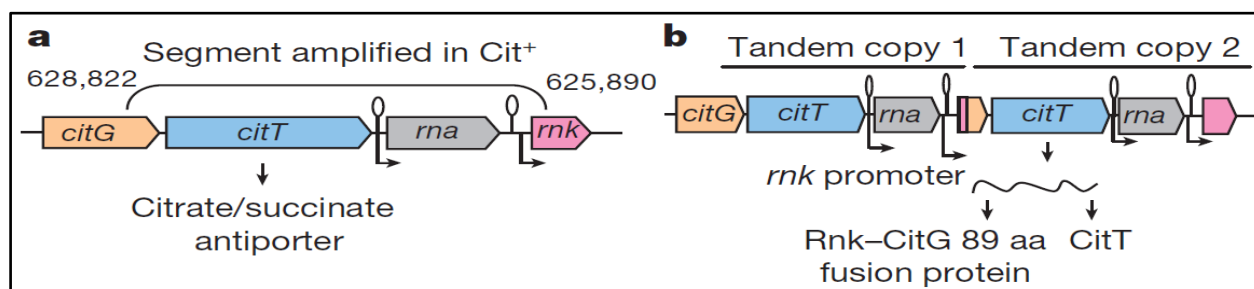 a
Segment amplified in Cit⁺
628,822
625,890
citG
citT
rna
rnk
Citrate/succinate
antiporter
b
Tandem copy 1
Tandem copy 2
citG
citT
rna
citT
rna
rnk promoter
Rnk–CitG 89 aa
fusion protein
CitT